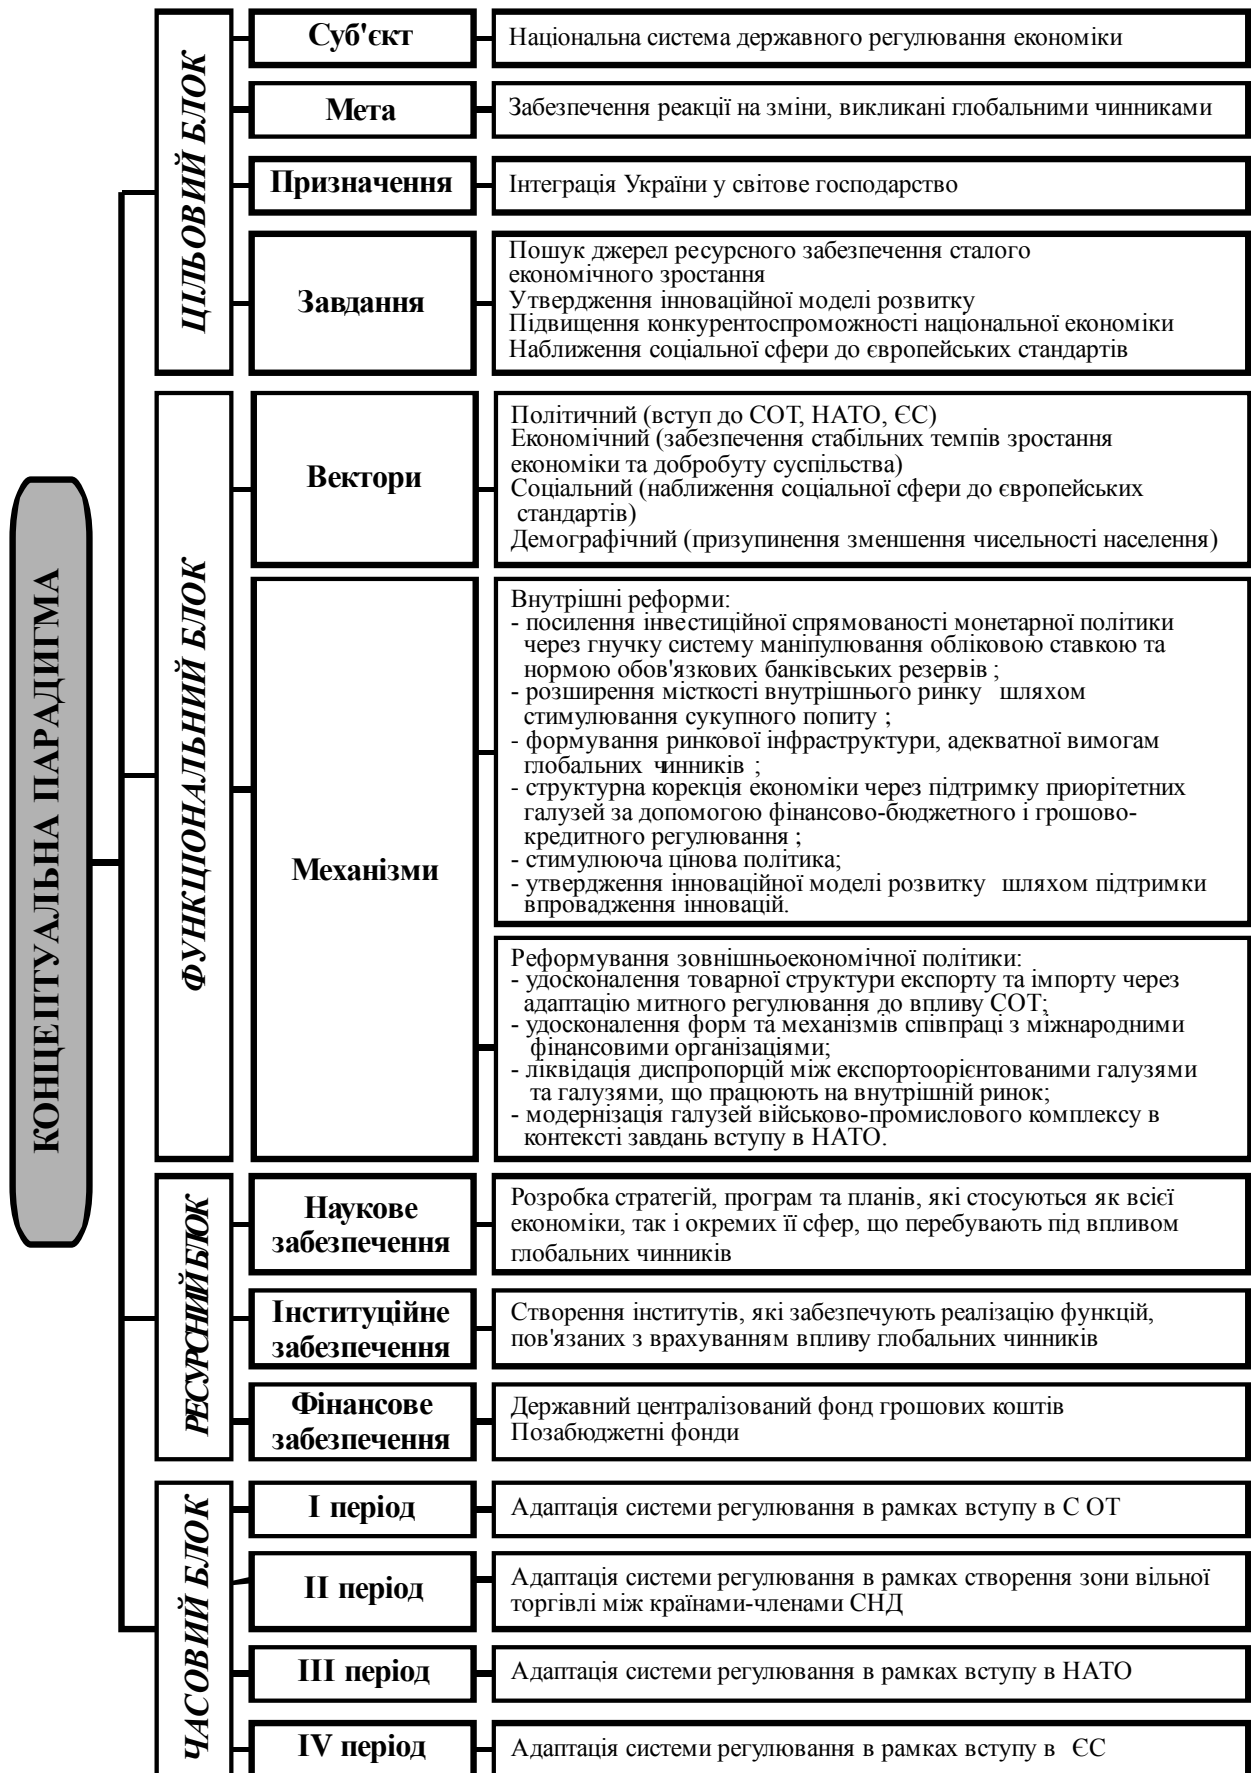 КОНЦЕПТУАЛЬНА ПАРАДИГМА
ЦІЛЬОВИЙ БЛОК
Суб'єкт
Національна система державного регулювання економіки
Мета
Забезпечення реакції на зміни, викликані глобальними чинниками
Призначення
Інтеграція України у світове господарство
Завдання
Пошук джерел ресурсного забезпечення сталого
економічного зростання
Утвердження інноваційної моделі розвитку
Підвищення конкурентоспроможності національної економіки
Наближення соціальної сфери до європейських стандартів
ФУНКЦІОНАЛЬНИЙ БЛОК
Вектори
Політичний (вступ до СОТ, НАТО, ЄС)
Економічний (забезпечення стабільних темпів зростання
економіки та добробуту суспільства)
Соціальний (наближення соціальної сфери до європейських
стандартів)
Демографічний (призупинення зменшення чисельності населення)
Механізми
Внутрішні реформи:
- посилення інвестиційної спрямованості монетарної політики
через гнучку систему маніпулювання обліковою ставкою та
нормою обов'язкових банківських резервів ;
- розширення місткості внутрішнього ринку шляхом
стимулювання сукупного попиту ;
- формування ринкової інфраструктури, адекватної вимогам
глобальних чинників ;
- структурна корекція економіки через підтримку пріорітетних
галузей за допомогою фінансово-бюджетного і грошово-
кредитного регулювання ;
- стимулююча цінова політика;
- утвердження інноваційної моделі розвитку шляхом підтримки
впровадження інновацій.
Реформування зовнішньоекономічної політики:
- удосконалення товарної структури експорту та імпорту через
адаптацію митного регулювання до впливу СОТ;
- удосконалення форм та механізмів співпраці з міжнародними
фінансовими організаціями;
- ліквідація диспропорцій між експортоорієнтованими галузями
та галузями, що працюють на внутрішній ринок;
- модернізація галузей військово-промислового комплексу в
контексті завдань вступу в НАТО.
РЕСУРСНИЙ БЛОК
Наукове
забезпечення
Розробка стратегій, програм та планів, які стосуються як всієї
економіки, так і окремих її сфер, що перебувають під впливом
глобальних чинників
Інституційне
забезпечення
Створення інститутів, які забезпечують реалізацію функцій,
пов'язаних з врахуванням впливу глобальних чинників
Фінансове
забезпечення
Державний централізований фонд грошових коштів
Позабюджетні фонди
ЧАСОВИЙ БЛОК
І період
Адаптація системи регулювання в рамках вступу в С ОТ
ІІ період
Адаптація системи регулювання в рамках створення зони вільної
торгівлі між країнами-членами СНД
ІІІ період
Адаптація системи регулювання в рамках вступу в НАТО
IV період
Адаптація системи регулювання в рамках вступу в ЄС